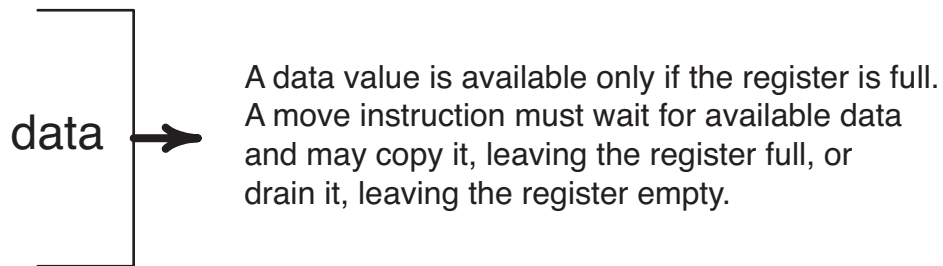 data
A data value is available only if the register is full.
A move instruction must wait for available data
and may copy it, leaving the register full, or
drain it, leaving the register empty.